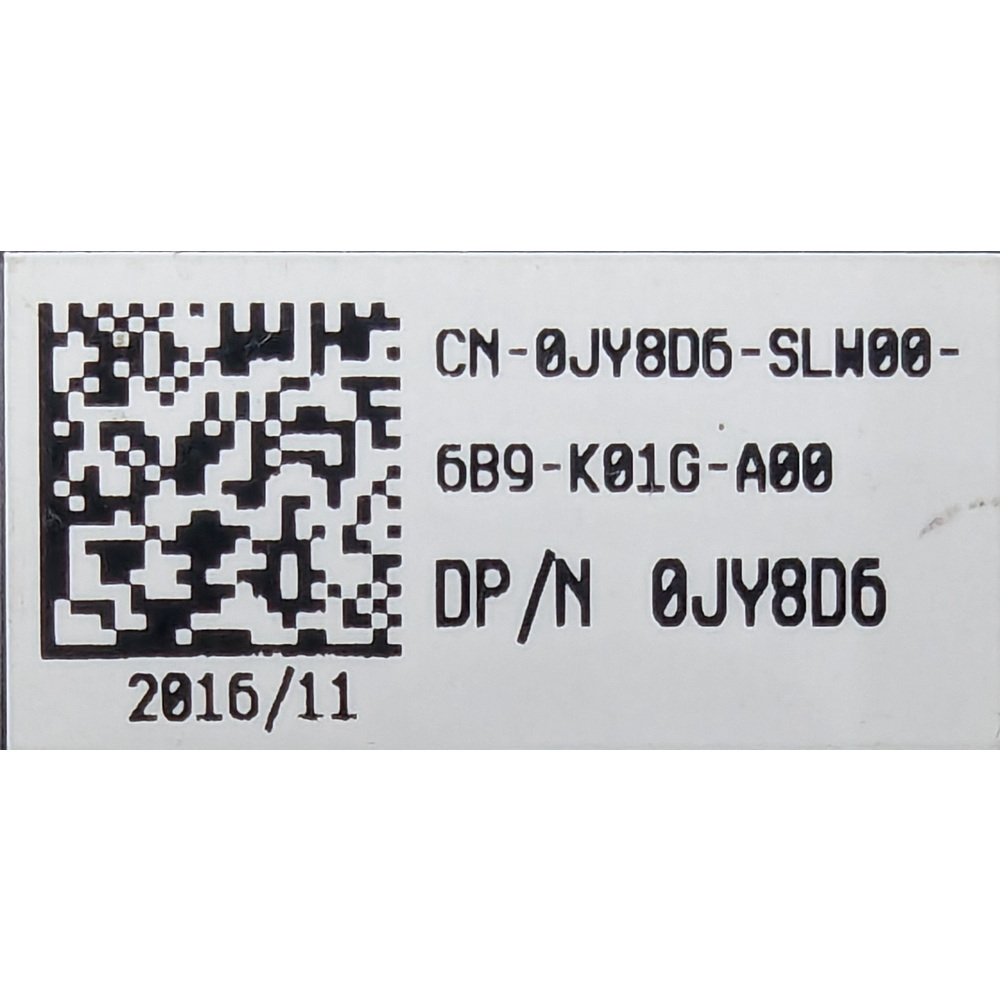 CN-0JY8D6-SLW00-
6B9-K01G-A00
DP/N 0JY8D6
2016/11